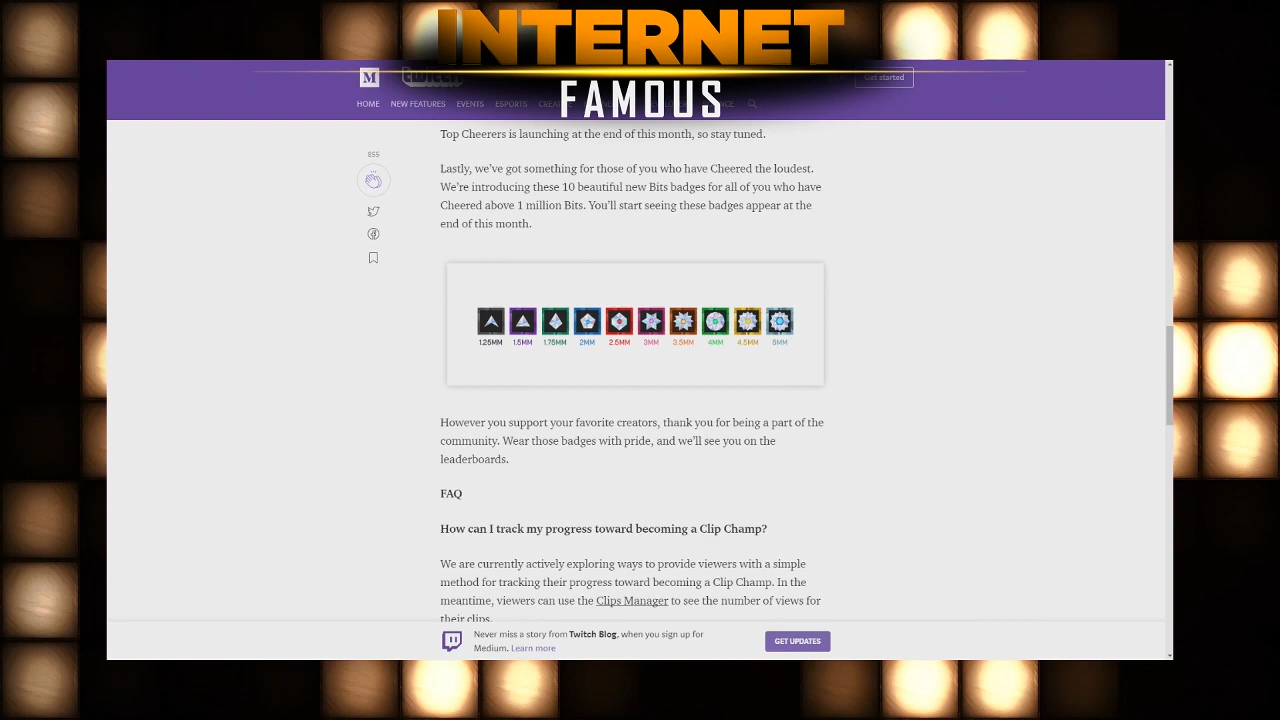 INTERNET
FAMOUS
M twitch
Get started
HOME NEW FEATURES EVENTS ESPORTS
Top Cheerers is launching at the end of this month, so stay tuned.
855
Lastly, we’ve got something for those of you who have Cheered the loudest.
We’re introducing these 10 beautiful new Bits badges for all of you who have
Cheered above 1 million Bits. You’ll start seeing these badges appear at the
end of this month.
1.25MM 1.5MM 1.75MM 2MM 2.5MM 3MM 3.5MM 4MM 4.5MM 5MM
However you support your favorite creators, thank you for being a part of the
community. Wear those badges with pride, and we’ll see you on the
leaderboards.
FAQ
How can I track my progress toward becoming a Clip Champ?
We are currently actively exploring ways to provide viewers with a simple
method for tracking their progress toward becoming a Clip Champ. In the
meantime, viewers can use the Clips Manager to see the number of views for
their clips.
Never miss a story from Twitch Blog, when you sign up for
Medium. Learn more
GET UPDATES